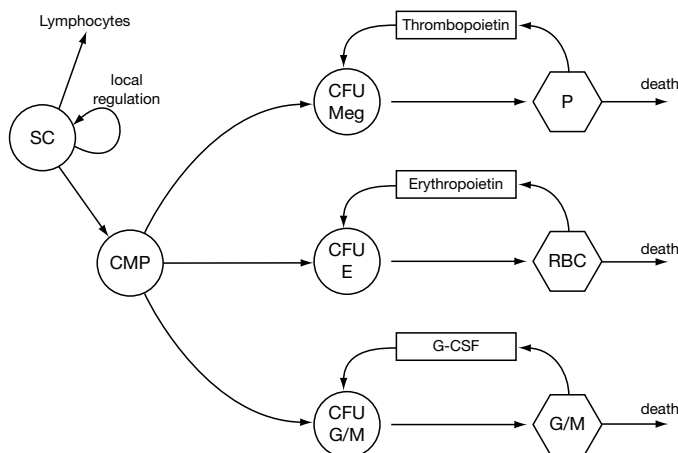 Lymphocytes
local
regulation
SC
CMP
Thrombopoietin
CFU
Meg
P
death
Erythropoietin
CFU
E
RBC
death
G-CSF
CFU
G/M
G/M
death